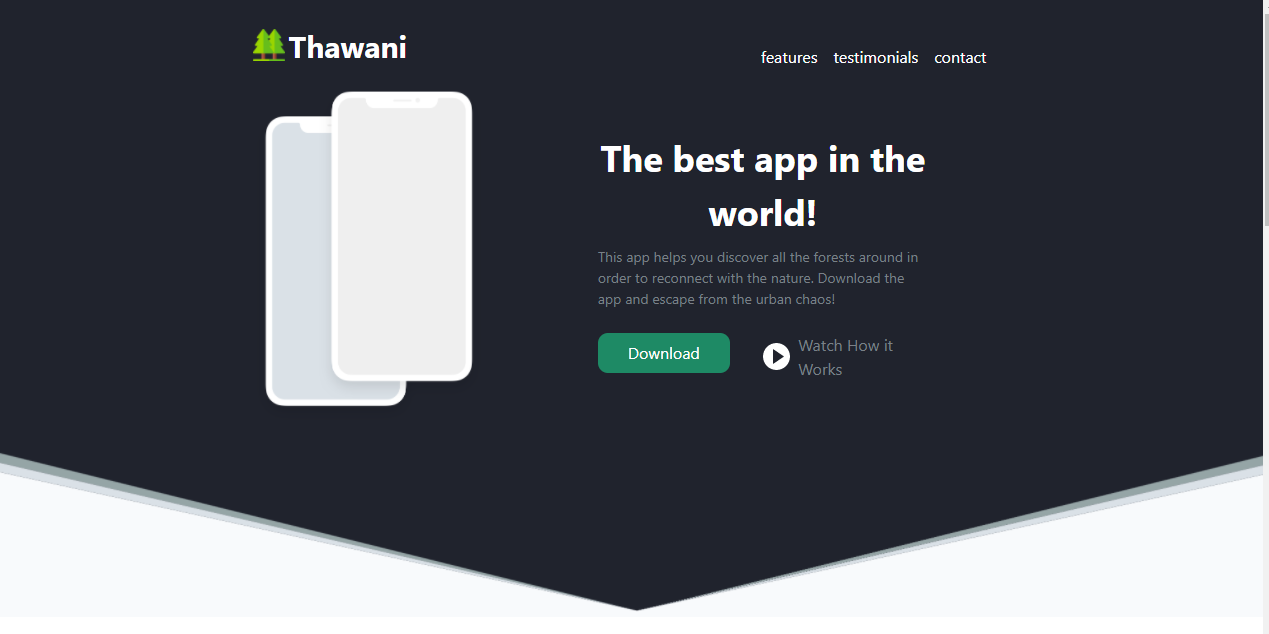 Thawani
features testimonials contact
The best app in the
world!
This app helps you discover all the forests around in
order to reconnect with the nature. Download the
app and escape from the urban chaos!
Download
Watch How it
Works